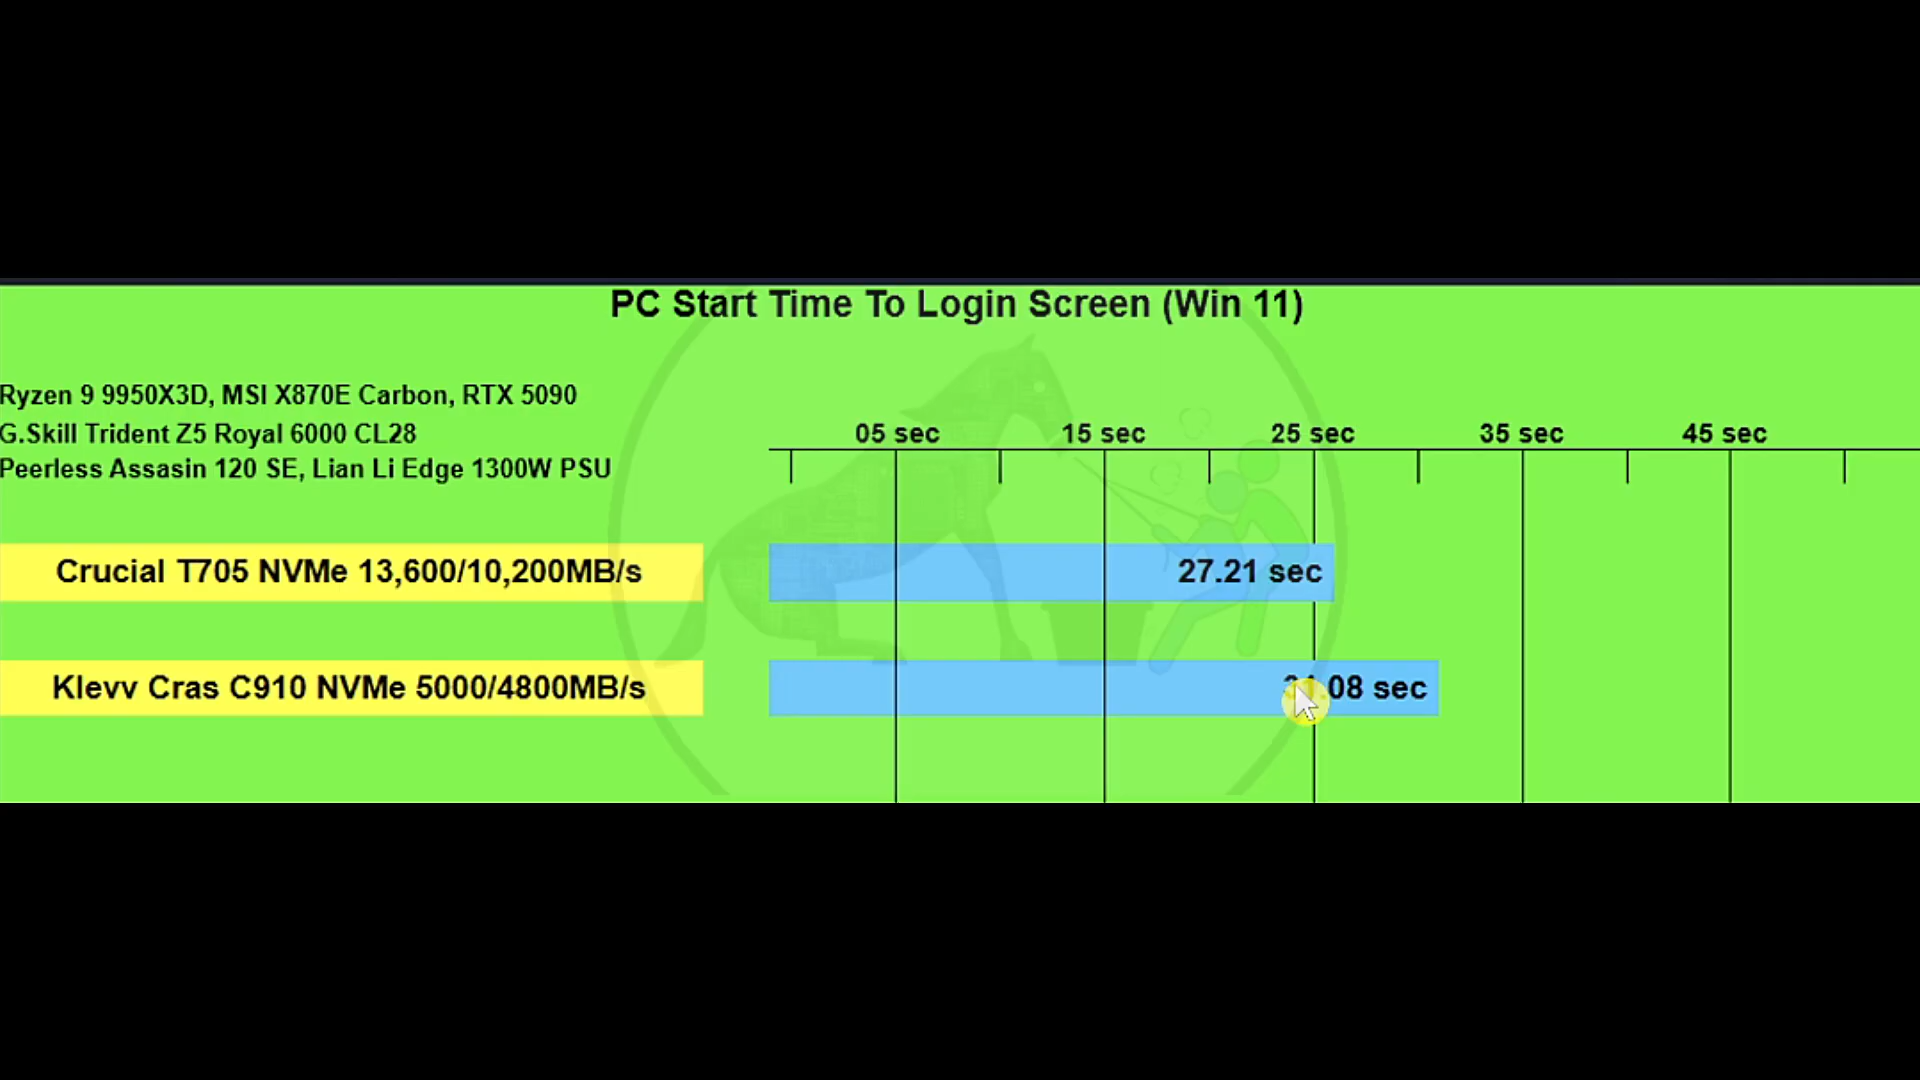 PC Start Time To Login Screen (Win 11)
Ryzen 9 9950X3D, MSI X870E Carbon, RTX 5090
G.Skill Trident Z5 Royal 6000 CL28
Peerless Assasin 120 SE, Lian Li Edge 1300W PSU
05 sec 15 sec 25 sec 35 sec 45 sec
Crucial T705 NVMe 13,600/10,200MB/s 27.21 sec
Klevv Cras C910 NVMe 5000/4800MB/s .08 sec